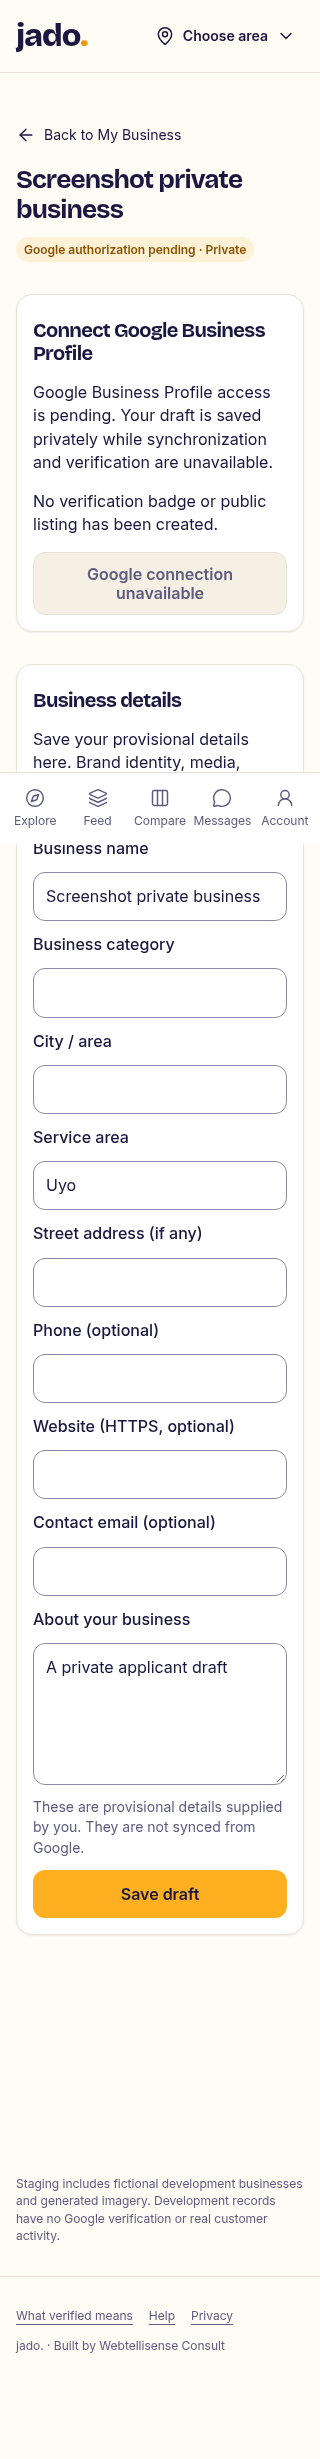 jado.
Choose area
Back to My Business
Screenshot private
business
Google authorization pending · Private
Connect Google Business
Profile
Google Business Profile access
is pending. Your draft is saved
privately while synchronization
and verification are unavailable.
No verification badge or public
listing has been created.
Google connection
unavailable
Business details
Save your provisional details
here. Brand identity, media,
Explore
Feed
Compare
Messages
Account
Business name
Screenshot private business
Business category
City / area
Service area
Uyo
Street address (if any)
Phone (optional)
Website (HTTPS, optional)
Contact email (optional)
About your business
A private applicant draft
These are provisional details supplied
by you. They are not synced from
Google.
Save draft
Staging includes fictional development businesses
and generated imagery. Development records
have no Google verification or real customer
activity.
What verified means
Help
Privacy
jado. · Built by Webtellisense Consult